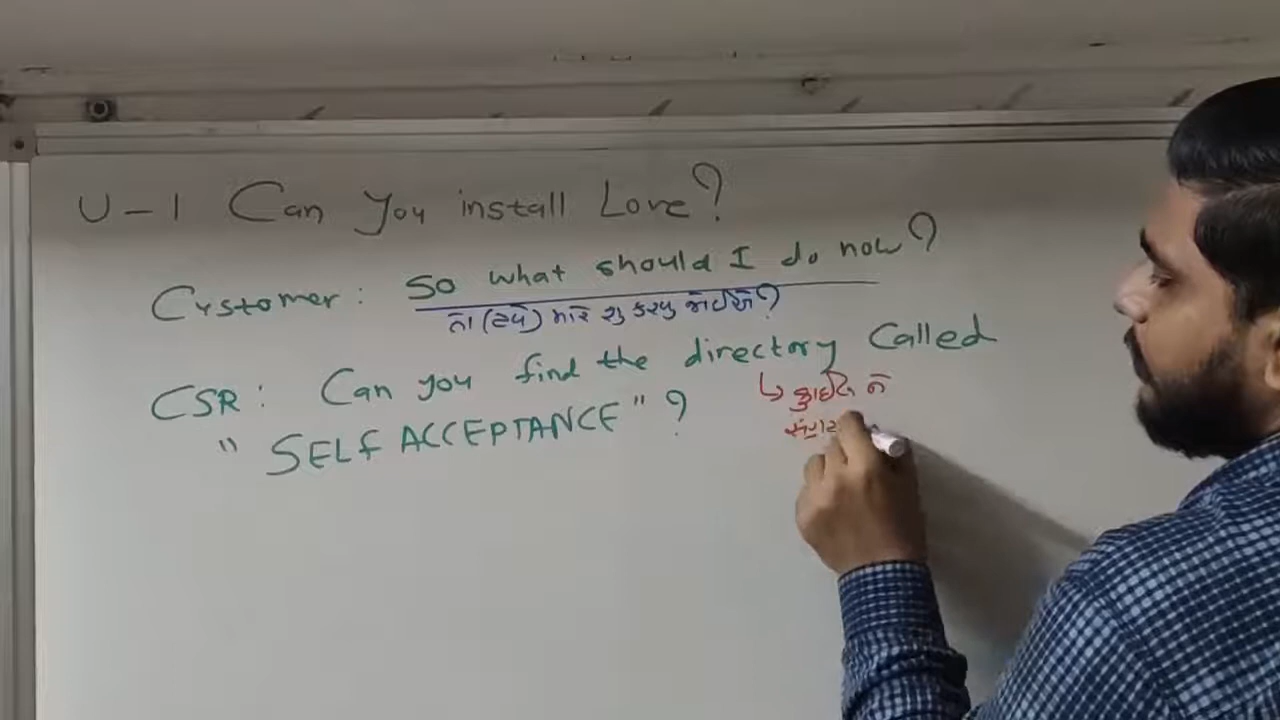 U-1 Can You install Love?
Customer: So what should I do now?
તો (હવે) મારે શુ કરવુ જોઈએ?
CSR: Can you find the directory Called
↳ ફાઈલ ને
"SELF ACCEPTANCE"?